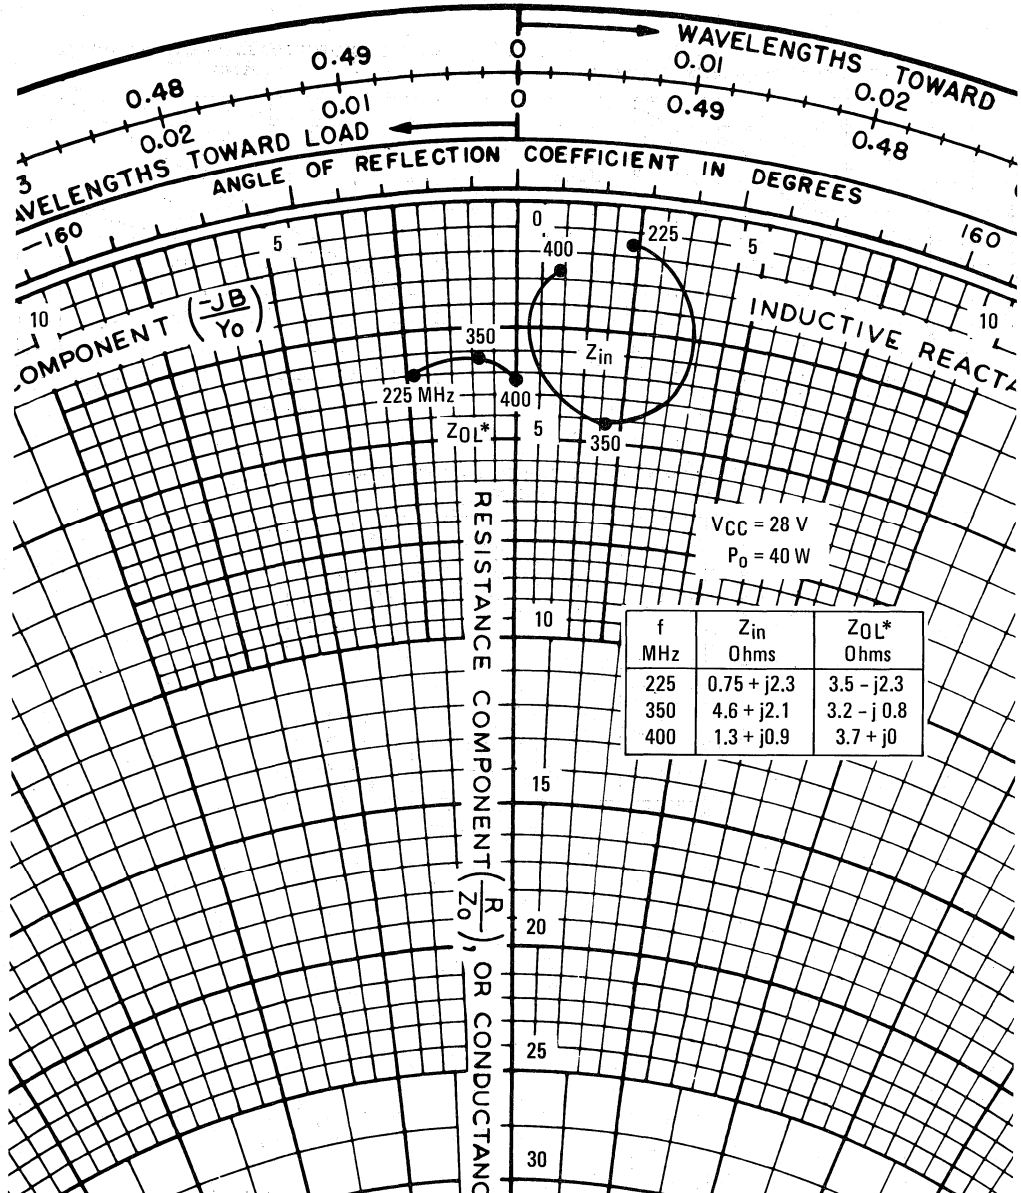 WAVELENGTHS TOWARD
0.48
0.49
0
0.01
0.02
0.02
0.01
0
0.49
0.48
3
AVELENGTHS TOWARD LOAD
ANGLE OF REFLECTION COEFFICIENT IN DEGREES
-160
160
0
5
5
10
10
OMPONENT (-JB/Yo)
INDUCTIVE REACTA
400
225
350
Zin
225 MHz
400
ZOL*
5
350
VCC = 28 V
Po = 40 W
10
f MHz Zin Ohms ZOL* Ohms
225 0.75 + j2.3 3.5 - j2.3
350 4.6 + j2.1 3.2 - j 0.8
400 1.3 + j0.9 3.7 + j0
RESISTANCE COMPONENT (R/Zo), OR CONDUCTANC
15
20
25
30